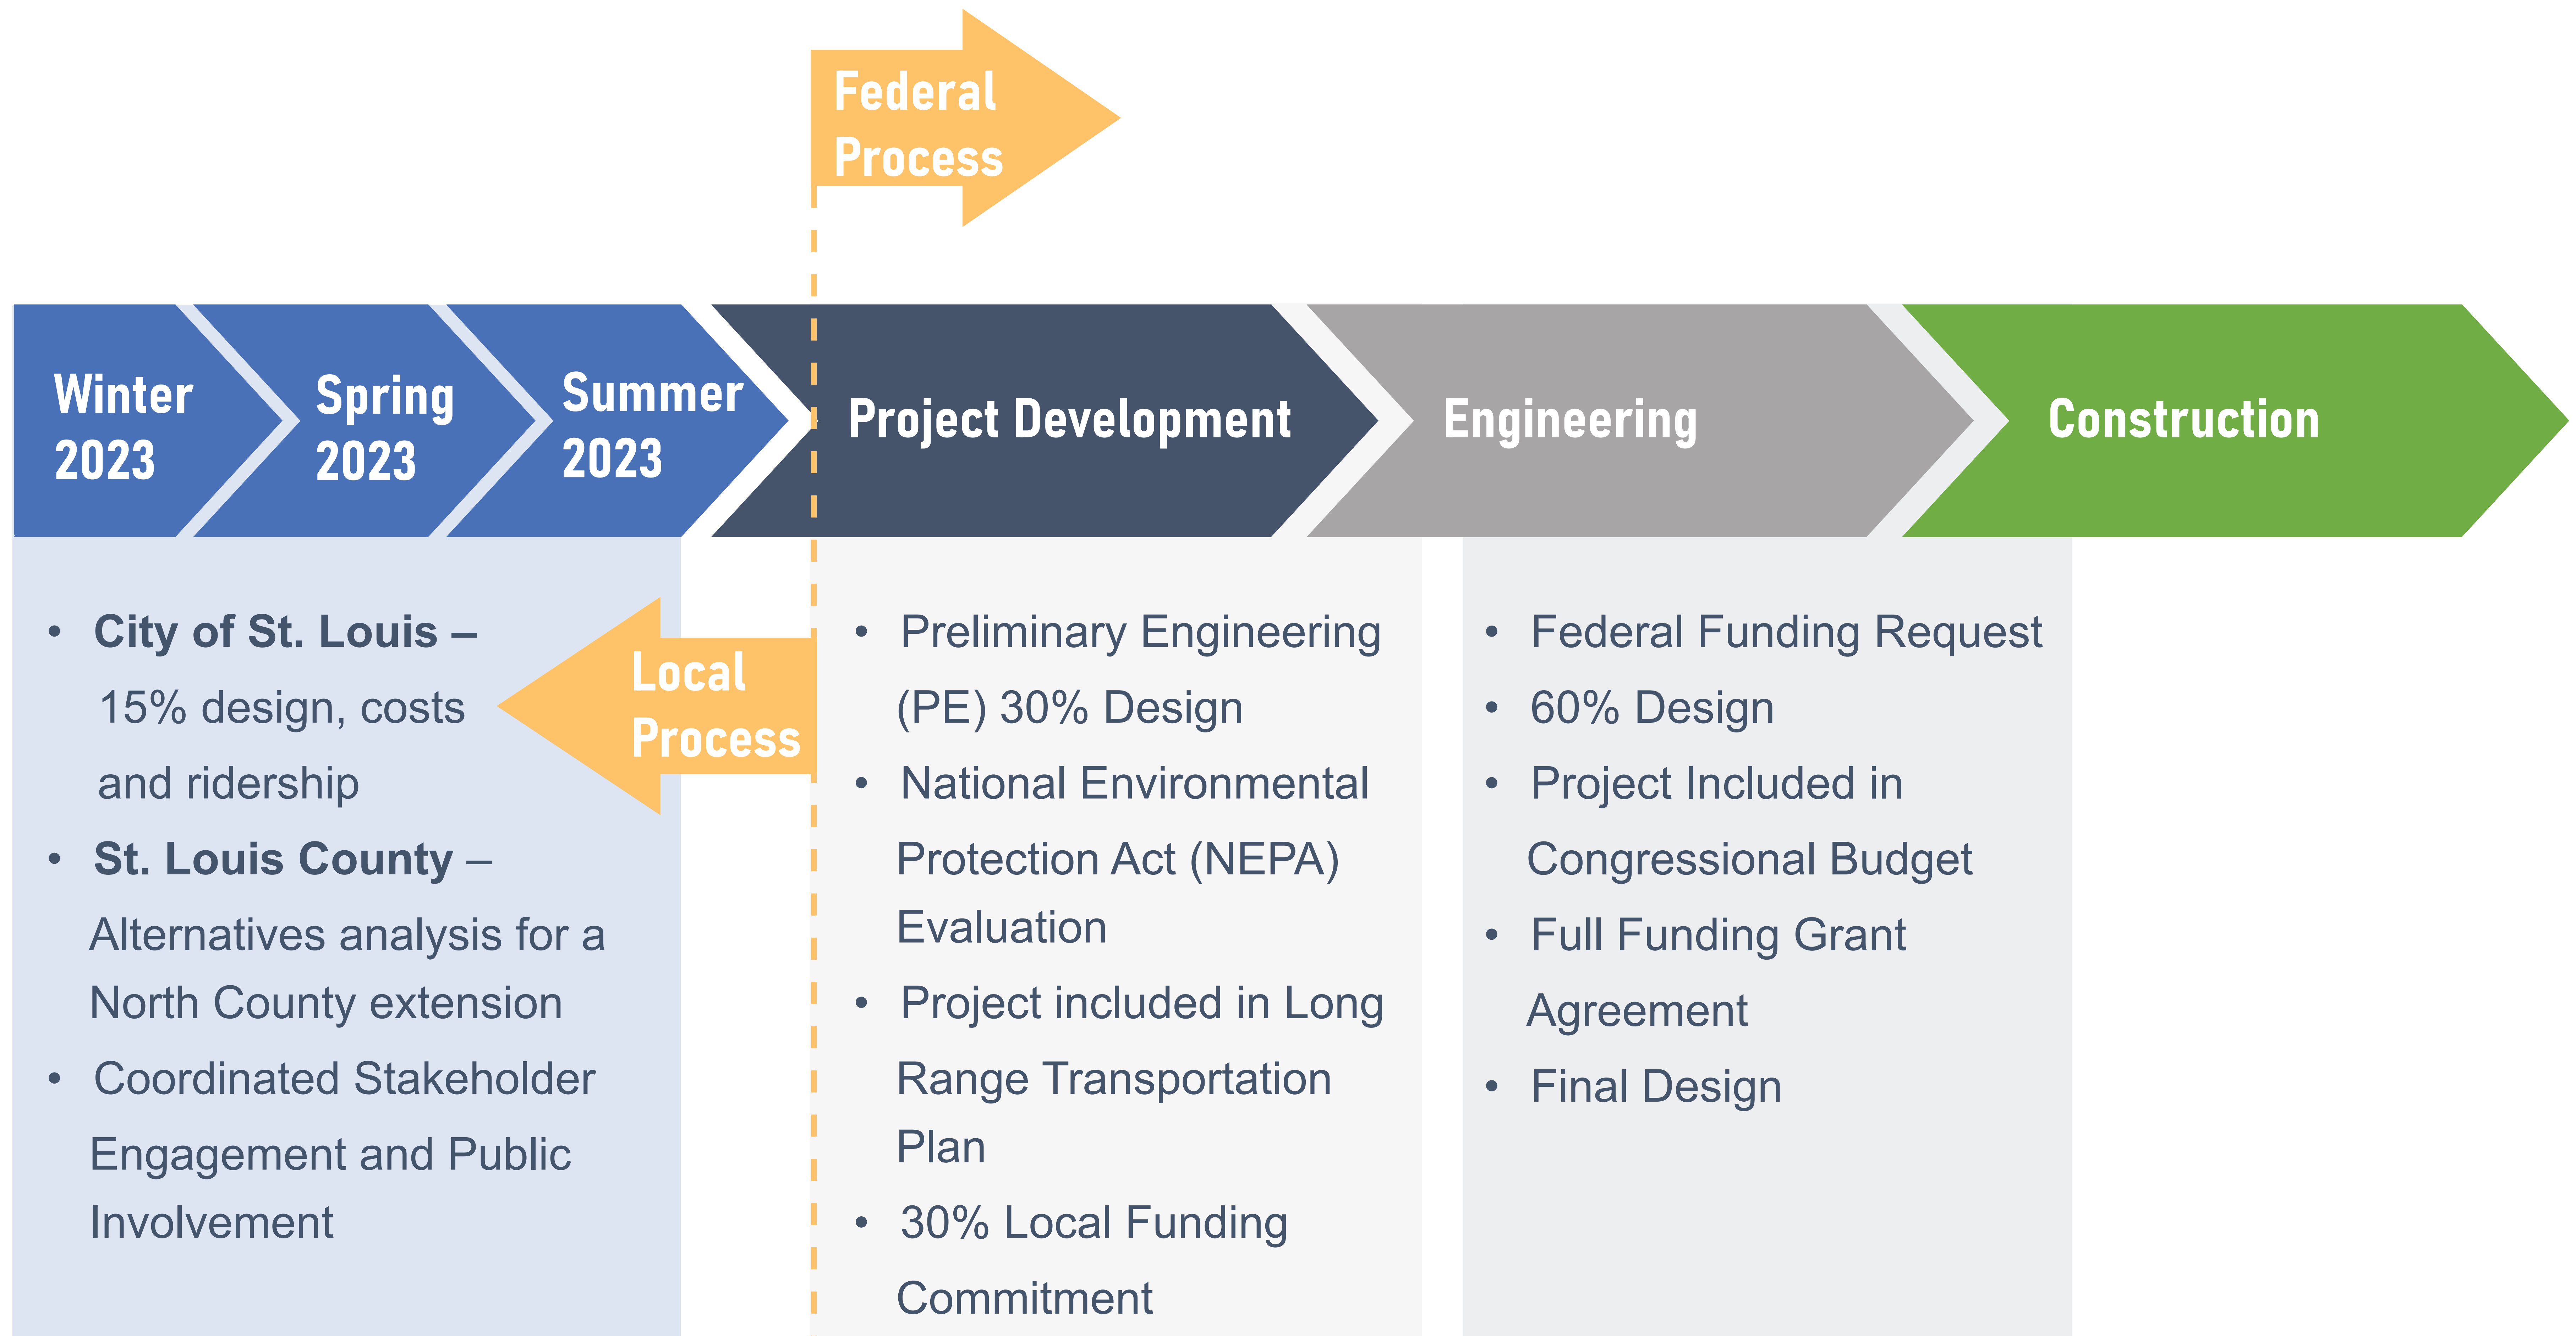 Federal
Process
Winter
2023
Spring
2023
Summer
2023
Project Development
Engineering
Construction
• City of St. Louis –
15% design, costs
and ridership
• St. Louis County –
Alternatives analysis for a
North County extension
• Coordinated Stakeholder
Engagement and Public
Involvement
Local
Process
• Preliminary Engineering
(PE) 30% Design
• National Environmental
Protection Act (NEPA)
Evaluation
• Project included in Long
Range Transportation
Plan
• 30% Local Funding
Commitment
• Federal Funding Request
• 60% Design
• Project Included in
Congressional Budget
• Full Funding Grant
Agreement
• Final Design